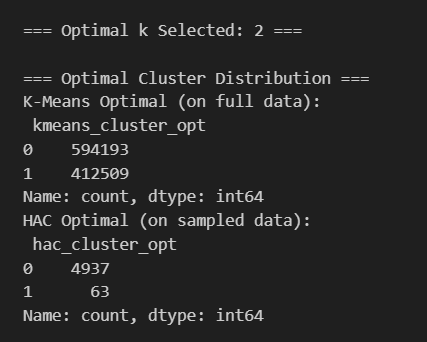 === Optimal k Selected: 2 ===
=== Optimal Cluster Distribution ===
K-Means Optimal (on full data):
kmeans_cluster_opt
0    594193
1    412509
Name: count, dtype: int64
HAC Optimal (on sampled data):
hac_cluster_opt
0    4937
1      63
Name: count, dtype: int64